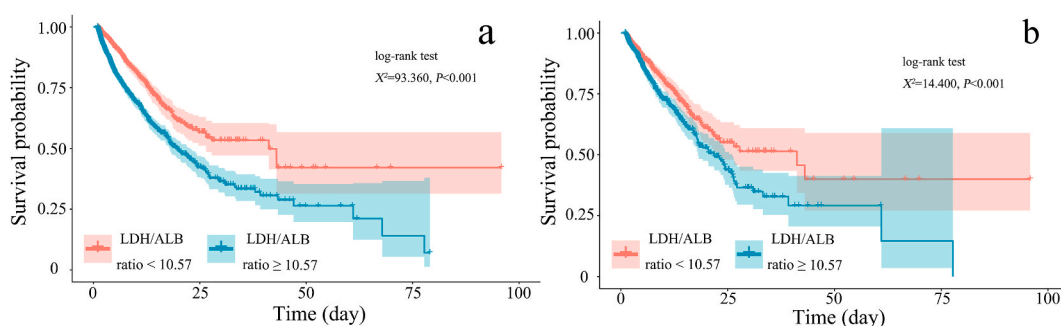 a
log-rank test
X²=93.360, P<0.001
Survival probability
1.00
0.75
0.50
0.25
0
LDH/ALB ratio < 10.57
LDH/ALB ratio ≥ 10.57
0 25 50 75 100
Time (day)
b
log-rank test
X²=14.400, P<0.001
Survival probability
1.00
0.75
0.50
0.25
0
LDH/ALB ratio < 10.57
LDH/ALB ratio ≥ 10.57
0 25 50 75 100
Time (day)